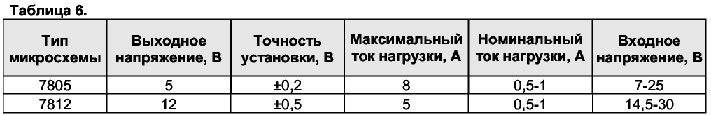 Таблица 6.
Тип микросхемы | Выходное напряжение, В | Точность установки, В | Максимальный ток нагрузки, А | Номинальный ток нагрузки, А | Входное напряжение, В
7805 | 5 | ±0,2 | 8 | 0,5-1 | 7-25
7812 | 12 | ±0,5 | 5 | 0,5-1 | 14,5-30